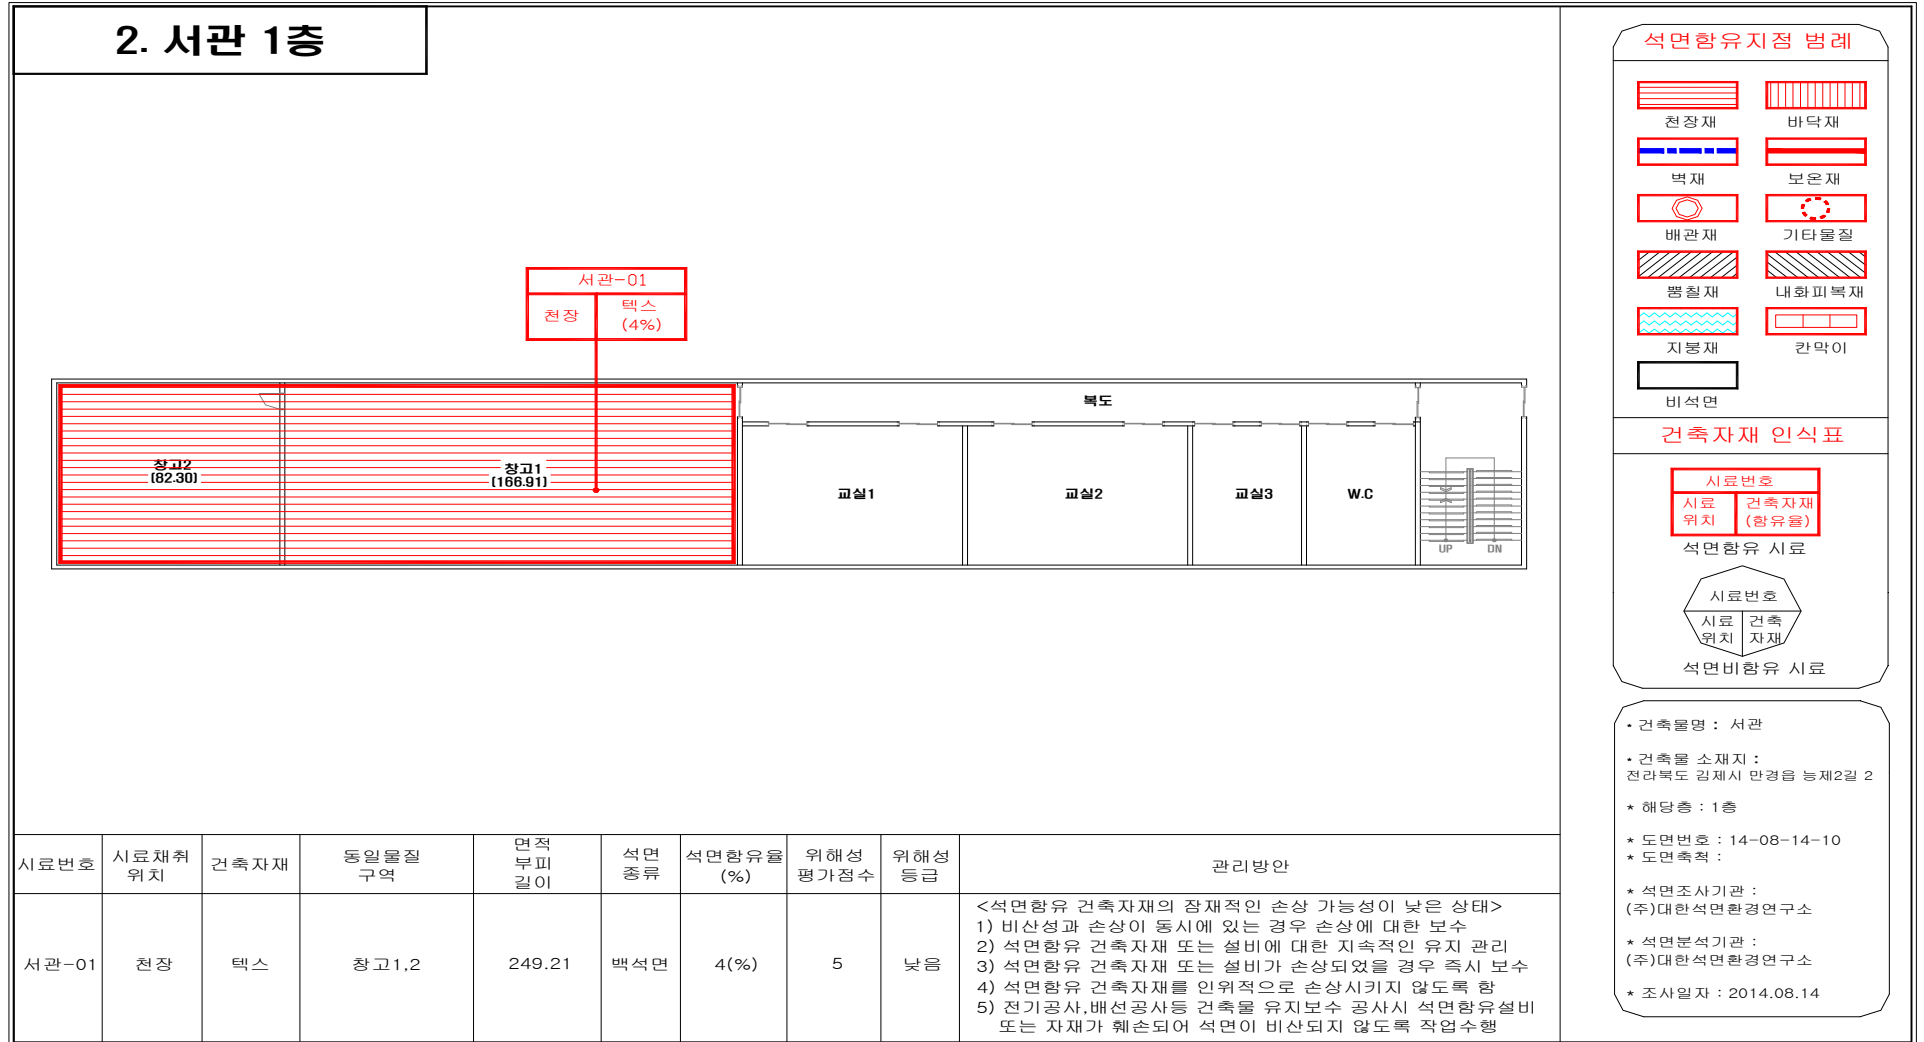 2. 서관 1층
서관-01
천장
텍스
(4%)
복도
창고2
(82.30)
창고1
(166.91)
교실1
교실2
교실3
W.C
UP
DN
시료번호
시료채취
위치
건축자재
동일물질
구역
면적
부피
길이
석면
종류
석면함유율
(%)
위해성
평가점수
위해성
등급
관리방안
서관-01
천장
텍스
창고1,2
249.21
백석면
4(%)
5
낮음
<석면함유 건축자재의 잠재적인 손상 가능성이 낮은 상태>
1) 비산성과 손상이 동시에 있는 경우 손상에 대한 보수
2) 석면함유 건축자재 또는 설비에 대한 지속적인 유지 관리
3) 석면함유 건축자재 또는 설비가 손상되었을 경우 즉시 보수
4) 석면함유 건축자재를 인위적으로 손상시키지 않도록 함
5) 전기공사,배선공사등 건축물 유지보수 공사시 석면함유설비
또는 자재가 훼손되어 석면이 비산되지 않도록 작업수행
석면함유지점 범례
천장재
바닥재
벽재
보온재
배관재
기타물질
뿜칠재
내화피복재
지붕재
칸막이
비석면
건축자재 인식표
시료번호
시료
위치
건축자재
(함유율)
석면함유 시료
시료번호
시료
위치
건축
자재
석면비함유 시료
* 건축물명 : 서관
* 건축물 소재지 :
전라북도 김제시 만경읍 능제2길 2
* 해당층 : 1층
* 도면번호 : 14-08-14-10
* 도면축척 :
* 석면조사기관 :
(주)대한석면환경연구소
* 석면분석기관 :
(주)대한석면환경연구소
* 조사일자 : 2014.08.14